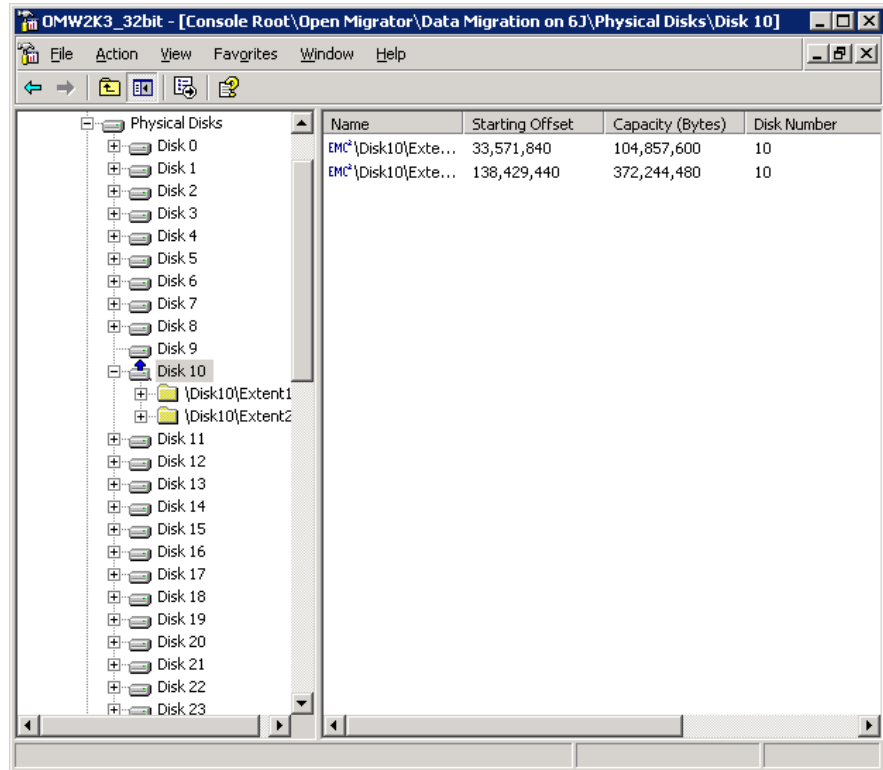 OMW2K3_32bit - [Console Root\Open Migrator\Data Migration on 6J\Physical Disks\Disk 10]
File Action View Favorites Window Help
Physical Disks
Disk 0
Disk 1
Disk 2
Disk 3
Disk 4
Disk 5
Disk 6
Disk 7
Disk 8
Disk 9
Disk 10
\Disk10\Extent1
\Disk10\Extent2
Disk 11
Disk 12
Disk 13
Disk 14
Disk 15
Disk 16
Disk 17
Disk 18
Disk 19
Disk 20
Disk 21
Disk 22
Disk 23
Name Starting Offset Capacity (Bytes) Disk Number
EMC² \Disk10\Exte... 33,571,840 104,857,600 10
EMC² \Disk10\Exte... 138,429,440 372,244,480 10